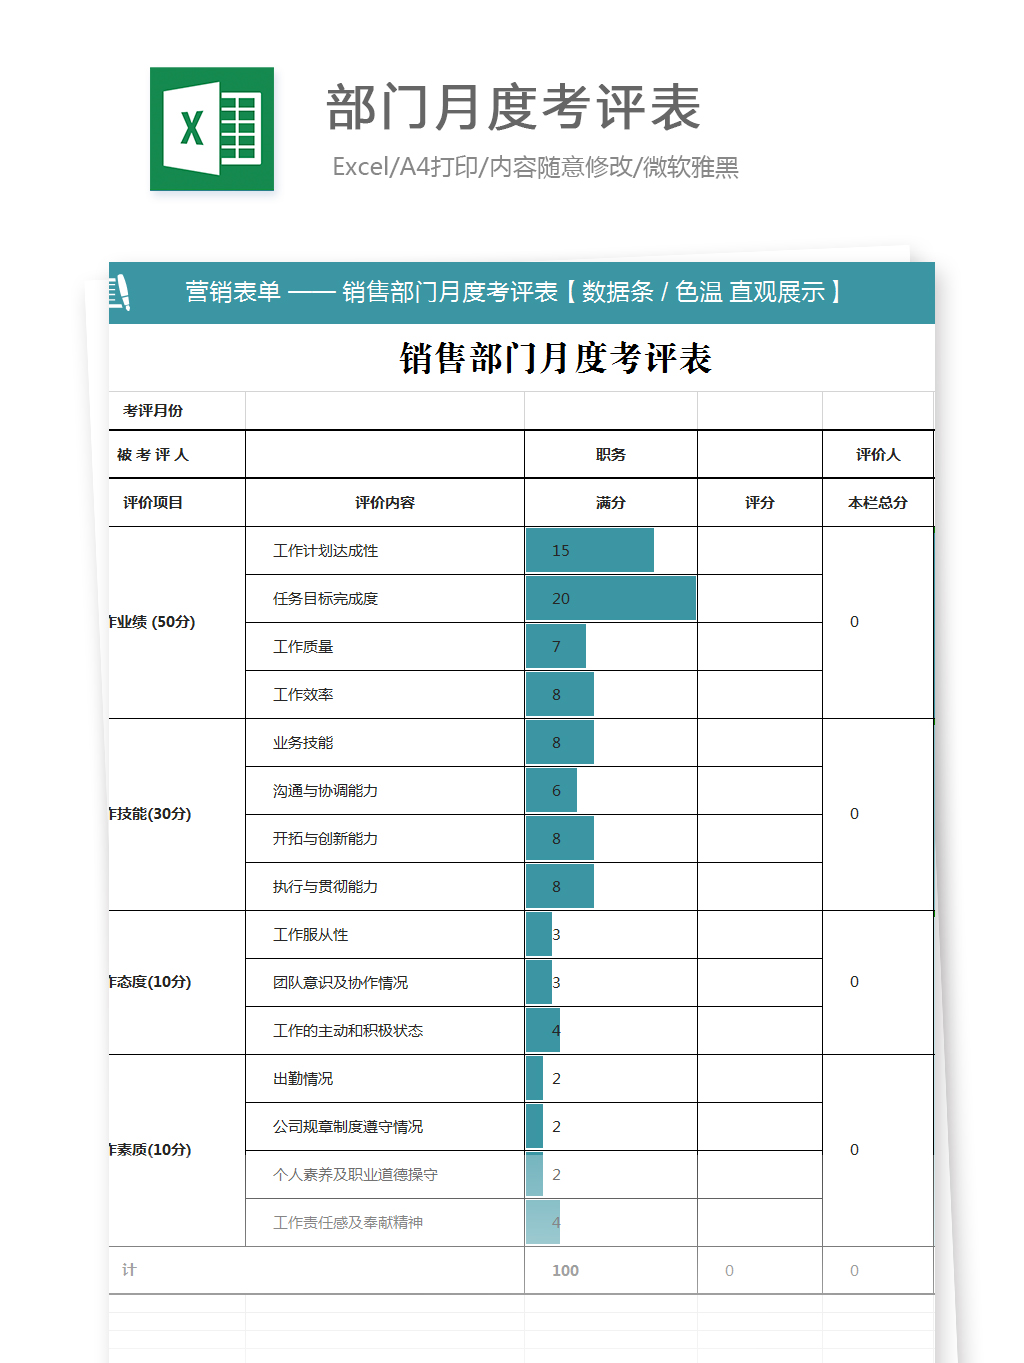 部门月度考评表
Excel/A4打印/内容随意修改/微软雅黑
营销表单 —— 销售部门月度考评表【 数据条 / 色温 直观展示 】
销售部门月度考评表
考评月份
被 考 评 人 职务 评价人
评价项目 评价内容 满分 评分 本栏总分
作业绩 (50分) 0
工作计划达成性 15
任务目标完成度 20
工作质量 7
工作效率 8
作技能(30分) 0
业务技能 8
沟通与协调能力 6
开拓与创新能力 8
执行与贯彻能力 8
作态度(10分) 0
工作服从性 3
团队意识及协作情况 3
工作的主动和积极状态 4
作素质(10分) 0
出勤情况 2
公司规章制度遵守情况 2
个人素养及职业道德操守 2
工作责任感及奉献精神 4
计 100 0 0